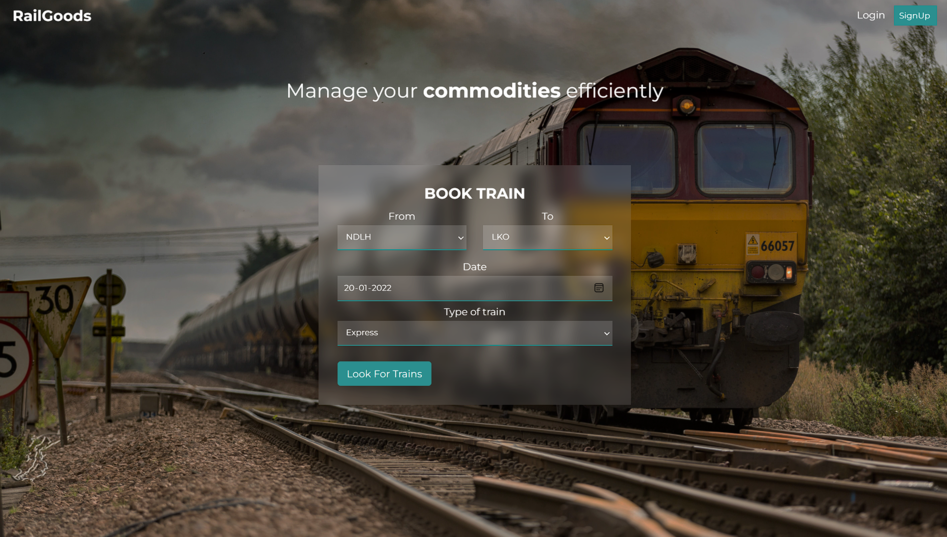 RailGoods
Login
SignUp
Manage your commodities efficiently
BOOK TRAIN
From
To
NDLH
LKO
Date
20-01-2022
Type of train
Express
Look For Trains
66057
30
5